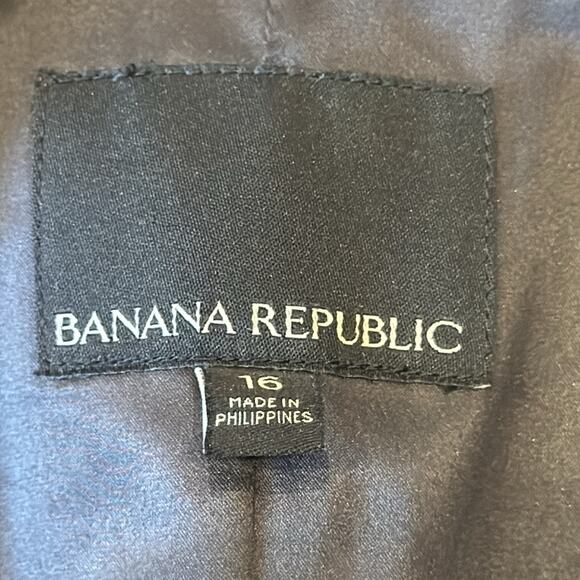 BANANA REPUBLIC
16
MADE IN
PHILIPPINES